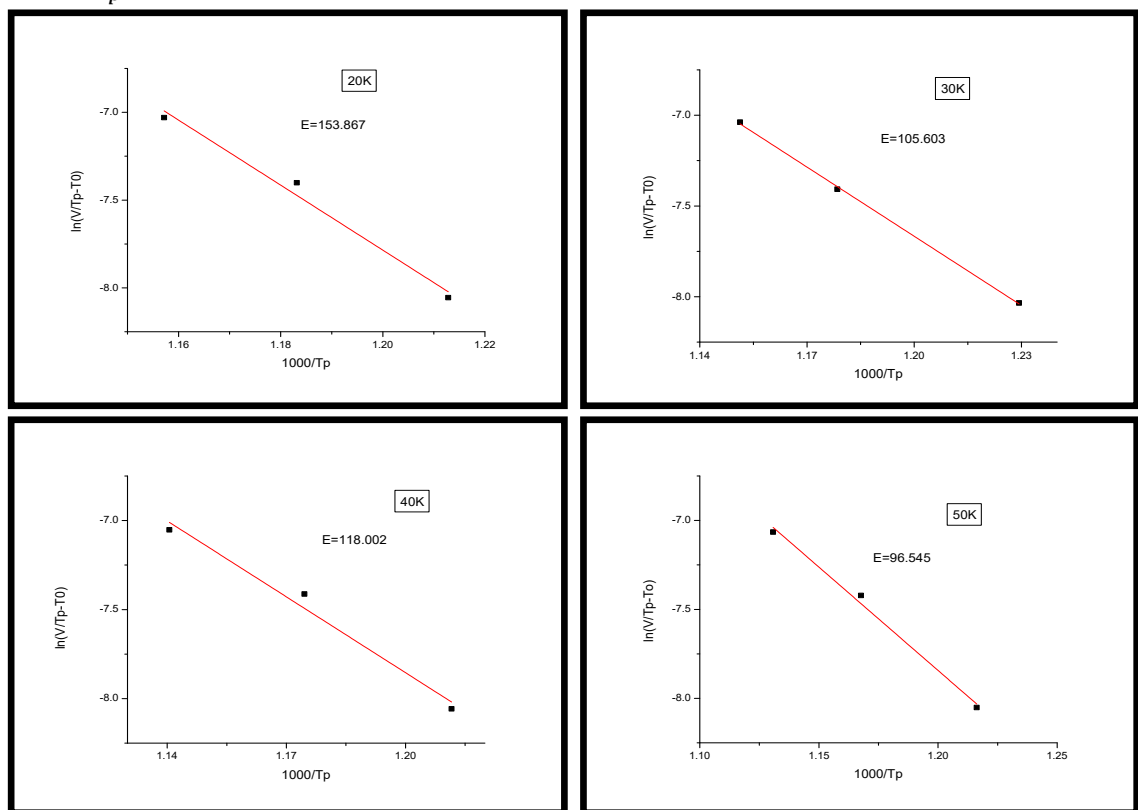 p
20K
E=153.867
-7.0
-7.5
-8.0
ln(V/Tp-T0)
1.16
1.18
1.20
1.22
1000/Tp
30K
E=105.603
-7.0
-7.5
-8.0
ln(V/Tp-T0)
1.14
1.17
1.20
1.23
1000/Tp
40K
E=118.002
-7.0
-7.5
-8.0
ln(V/Tp-T0)
1.14
1.17
1.20
1000/Tp
50K
E=96.545
-7.0
-7.5
-8.0
ln(V/Tp-To)
1.10
1.15
1.20
1.25
1000/Tp